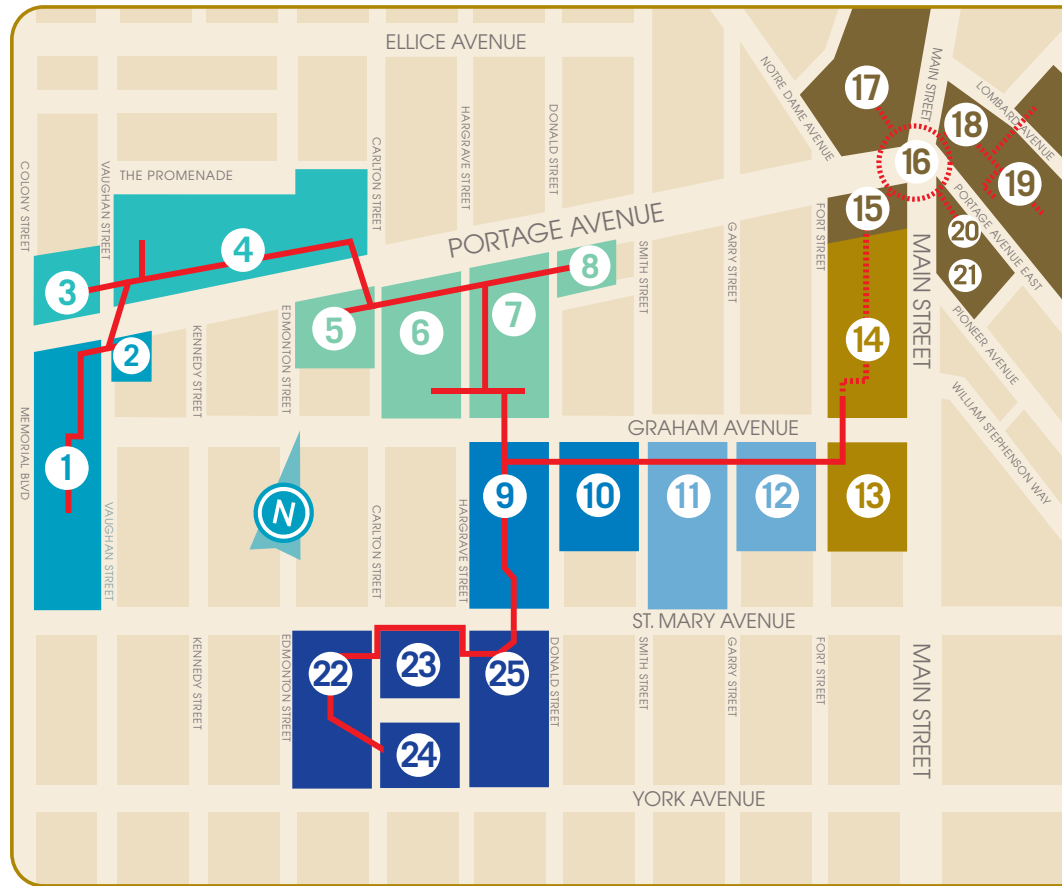 ELLICE AVENUE
MAIN STREET
NOTRE DAME AVENUE
LOMBARD AVENUE
17
18
16
19
HARGRAVE STREET
DONALD STREET
CARLTON STREET
COLONY STREET
VAUGHAN STREET
THE PROMENADE
PORTAGE AVENUE
15
FORT STREET
GARRY STREET
SMITH STREET
PORTAGE AVENUE EAST
20
21
MAIN STREET
3
4
8
5
6
7
2
14
PIONEER AVENUE
EDMONTON STREET
KENNEDY STREET
WILLIAM STEPHENSON WAY
MEMORIAL BLVD
GRAHAM AVENUE
1
N
9
10
11
12
13
VAUGHAN STREET
CARLTON STREET
HARGRAVE STREET
ST. MARY AVENUE
KENNEDY STREET
EDMONTON STREET
22
23
25
24
DONALD STREET
SMITH STREET
GARRY STREET
FORT STREET
MAIN STREET
YORK AVENUE